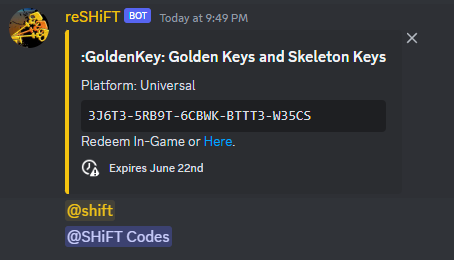 reSHiFT BOT Today at 9:49 PM
:GoldenKey: Golden Keys and Skeleton Keys
Platform: Universal
3J6T3-5RB9T-6CBWK-BTTT3-W35CS
Redeem In-Game or Here.
Expires June 22nd
@shift
@SHiFT Codes